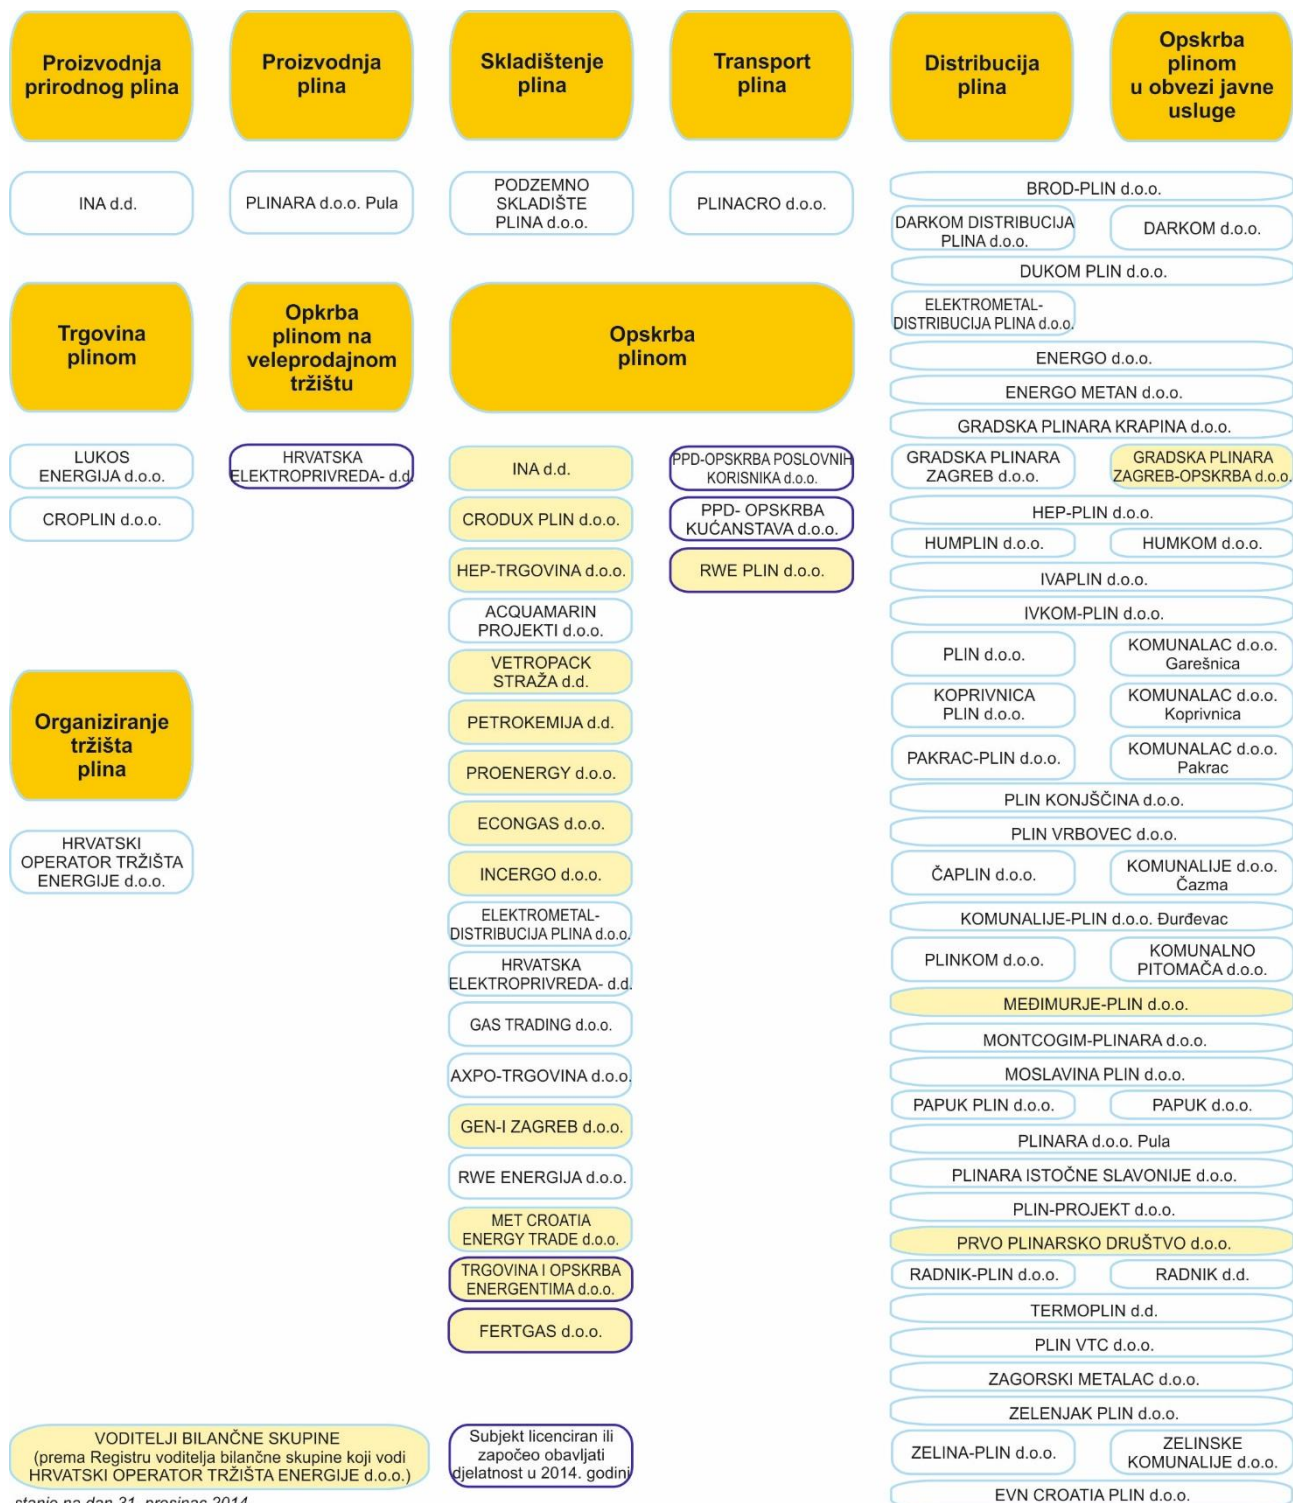 Proizvodnja
prirodnog plina
Proizvodnja
plina
Skladištenje
plina
Transport
plina
Distribucija
plina
Opskrba
plinom
u obvezi javne
usluge
INA d.d.
PLINARA d.o.o. Pula
PODZEMNO
SKLADIŠTE
PLINA d.o.o.
PLINACRO d.o.o.
Trgovina
plinom
Opkrba
plinom na
veleprodajnom
tržištu
Opskrba
plinom
LUKOS
ENERGIJA d.o.o.
CROPLIN d.o.o.
HRVATSKA
ELEKTROPRIVREDA- d.d.
INA d.d.
CRODUX PLIN d.o.o.
HEP-TRGOVINA d.o.o.
ACQUAMARIN
PROJEKTI d.o.o.
VETROPACK
STRAŽA d.d.
PETROKEMIJA d.d.
PROENERGY d.o.o.
ECONGAS d.o.o.
INCERGO d.o.o.
ELEKTROMETAL-
DISTRIBUCIJA PLINA d.o.o.
HRVATSKA
ELEKTROPRIVREDA- d.d.
GAS TRADING d.o.o.
AXPO-TRGOVINA d.o.o.
GEN-I ZAGREB d.o.o.
RWE ENERGIJA d.o.o.
MET CROATIA
ENERGY TRADE d.o.o.
TRGOVINA I OPSKRBA
ENERGENTIMA d.o.o.
FERTGAS d.o.o.
PPD-OPSKRBA POSLOVNIH
KORISNIKA d.o.o.
PPD- OPSKRBA
KUĆANSTAVA d.o.o.
RWE PLIN d.o.o.
Organiziranje
tržišta
plina
HRVATSKI
OPERATOR TRŽIŠTA
ENERGIJE d.o.o.
BROD-PLIN d.o.o.
DARKOM DISTRIBUCIJA
PLINA d.o.o.
DARKOM d.o.o.
DUKOM PLIN d.o.o.
ELEKTROMETAL-
DISTRIBUCIJA PLINA d.o.o.
ENERGO d.o.o.
ENERGO METAN d.o.o.
GRADSKA PLINARA KRAPINA d.o.o.
GRADSKA PLINARA
ZAGREB d.o.o.
GRADSKA PLINARA
ZAGREB-OPSKRBA d.o.o.
HEP-PLIN d.o.o.
HUMPLIN d.o.o.
HUMKOM d.o.o.
IVAPLIN d.o.o.
IVKOM-PLIN d.o.o.
PLIN d.o.o.
KOMUNALAC d.o.o.
Garešnica
KOPRIVNICA
PLIN d.o.o.
KOMUNALAC d.o.o.
Koprivnica
PAKRAC-PLIN d.o.o.
KOMUNALAC d.o.o.
Pakrac
PLIN KONJŠČINA d.o.o.
PLIN VRBOVEC d.o.o.
ČAPLIN d.o.o.
KOMUNALIJE d.o.o.
Čazma
KOMUNALIJE-PLIN d.o.o. Đurđevac
PLINKOM d.o.o.
KOMUNALNO
PITOMAČA d.o.o.
MEĐIMURJE-PLIN d.o.o.
MONTCOGIM-PLINARA d.o.o.
MOSLAVINA PLIN d.o.o.
PAPUK PLIN d.o.o.
PAPUK d.o.o.
PLINARA d.o.o. Pula
PLINARA ISTOČNE SLAVONIJE d.o.o.
PLIN-PROJEKT d.o.o.
PRVO PLINARSKO DRUŠTVO d.o.o.
RADNIK-PLIN d.o.o.
RADNIK d.d.
TERMOPLIN d.d.
PLIN VTC d.o.o.
ZAGORSKI METALAC d.o.o.
ZELENJAK PLIN d.o.o.
ZELINA-PLIN d.o.o.
ZELINSKE
KOMUNALIJE d.o.o.
EVN CROATIA PLIN d.o.o.
VODITELJI BILANČNE SKUPINE
(prema Registru voditelja bilančne skupine koji vodi
HRVATSKI OPERATOR TRŽIŠTA ENERGIJE d.o.o.)
Subjekt licenciran ili
započeo obavljati
djelatnost u 2014. godini
stanje na dan 31. prosinac 2014.